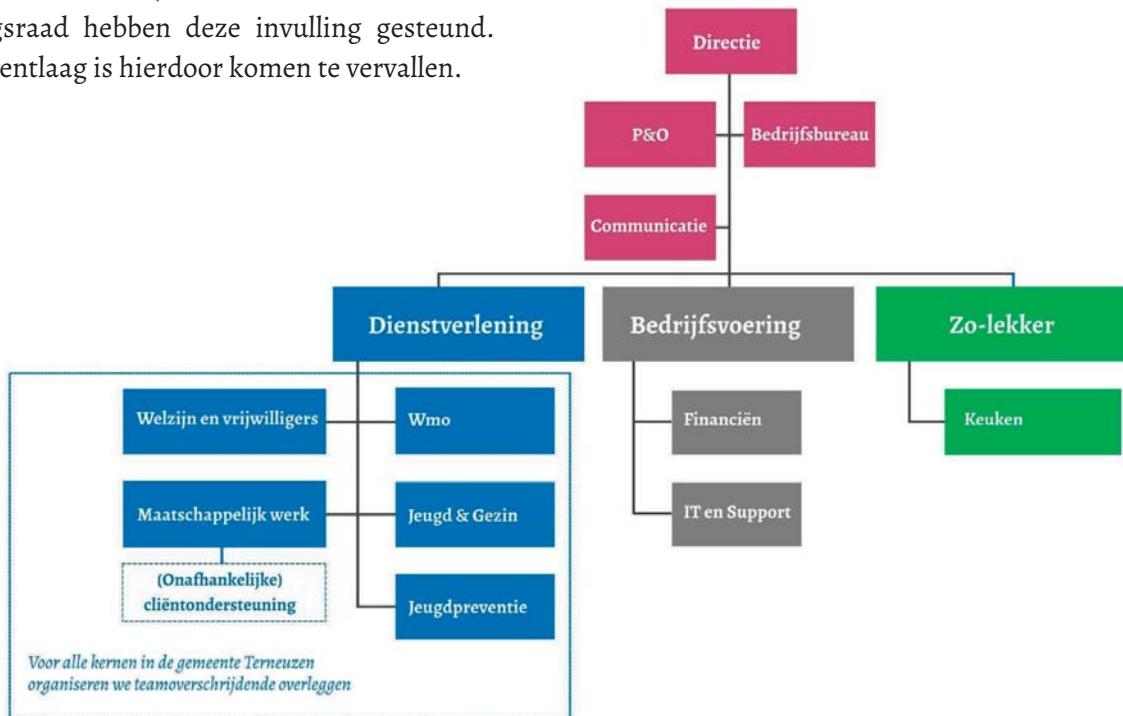 hebben deze invulling gesteund.
is hierdoor komen te vervallen.
Directie
P&O
Bedrijfsbureau
Communicatie
Dienstverlening
Bedrijfsvoering
Zo-lekker
Welzijn en vrijwilligers
Wmo
Financiën
Keuken
Maatschappelijk werk
Jeugd & Gezin
IT en Support
(Onafhankelijke)
cliëntondersteuning
Jeugdpreventie
Voor alle kernen in de gemeente Terneuzen
organiseren we teamoverschrijdende overleggen